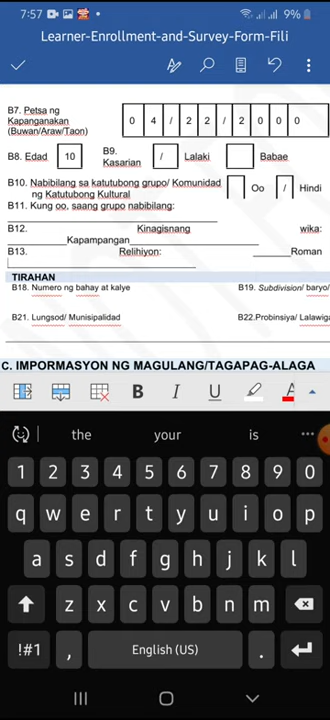 7:57 9%
Learner-Enrollment-and-Survey-Form-Fili
B7. Petsa ng
Kapanganakan
(Buwan/Araw/Taon)
0 4 / 2 2 / 2 0 0 0
B8. Edad 10 B9. Kasarian / Lalaki Babae
B10. Nabibilang sa katutubong grupo/ Komunidad
ng Katutubong Kultural
Oo / Hindi
B11. Kung oo, saang grupo nabibilang:
B12. Kinagisnang wika:
Kapampangan
B13. Relihiyon: Roman
TIRAHAN
B18. Numero ng bahay at kalye B19. Subdivision/ baryo/
B21. Lungsod/ Munisipalidad B22.Probinsiya/ Lalawiga
C. IMPORMASYON NG MAGULANG/TAGAPAG-ALAGA
B I U A
the your is
1 2 3 4 5 6 7 8 9 0
q w e r t y u i o p
a s d f g h j k l
z x c v b n m
!#1 , English (US) .